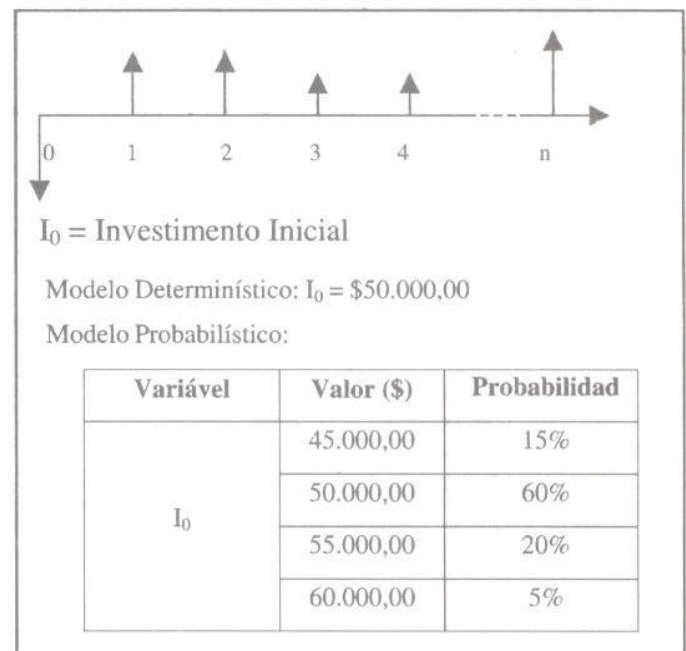 0 1 2 3 4 n
I₀ = Investimento Inicial
Modelo Determinístico: I₀ = $50.000,00
Modelo Probabilístico:
Variável Valor ($) Probabilidad
I₀
45.000,00 15%
50.000,00 60%
55.000,00 20%
60.000,00 5%